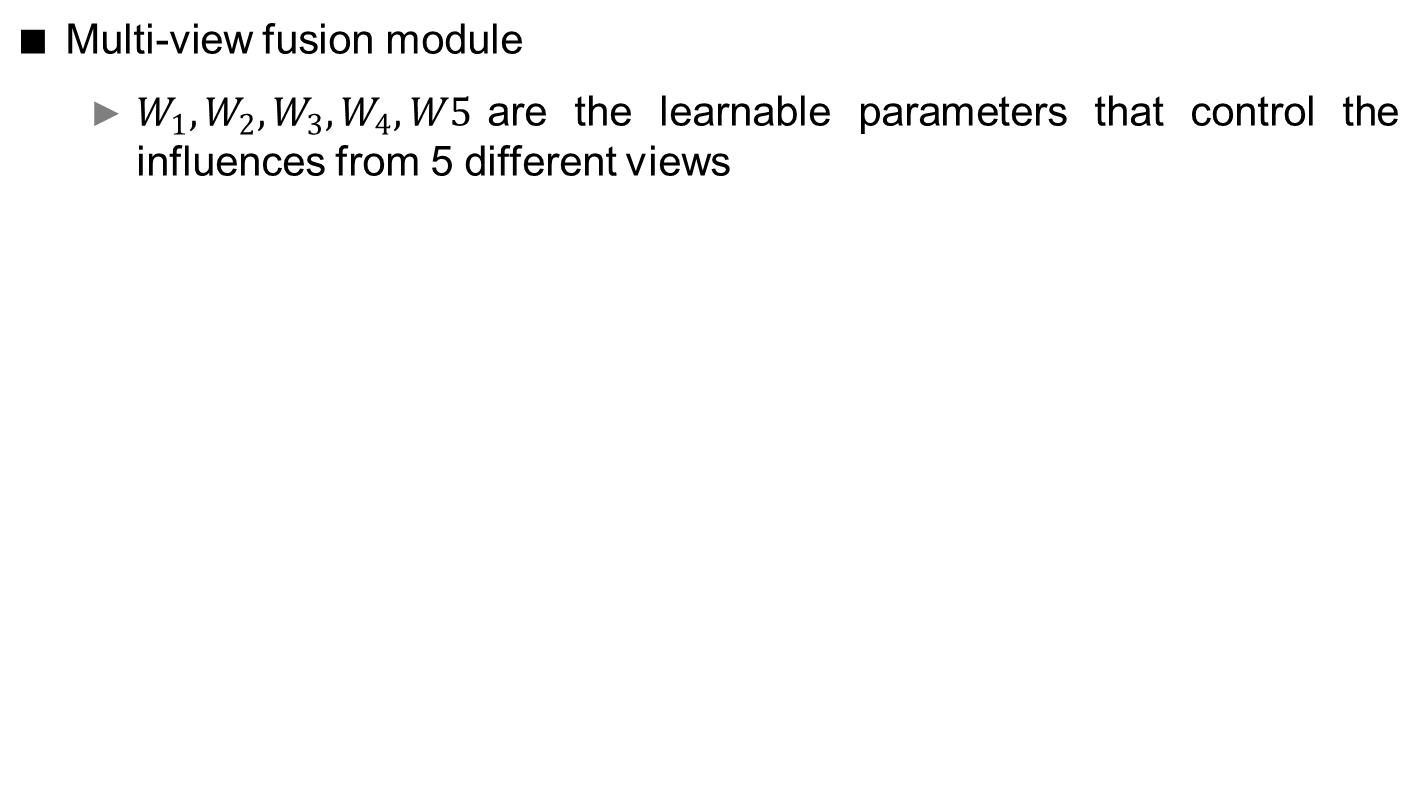 ■ Multi-view fusion module
► 𝑊₁, 𝑊₂, 𝑊₃, 𝑊₄, 𝑊5 are the learnable parameters that control the
influences from 5 different views